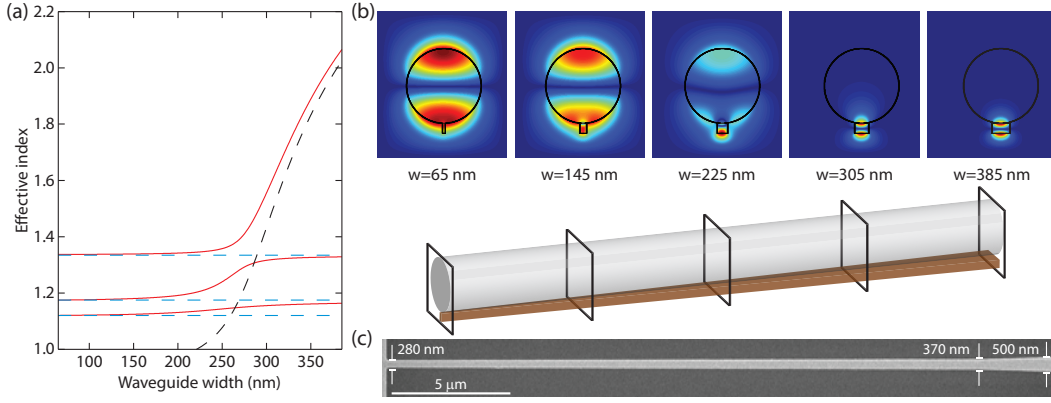 (a)
2.2
2.0
1.8
1.6
1.4
1.2
1.0
Effective index
100 150 200 250 300 350
Waveguide width (nm)
(b)
w=65 nm w=145 nm w=225 nm w=305 nm w=385 nm
(c)
280 nm 370 nm 500 nm
5 µm